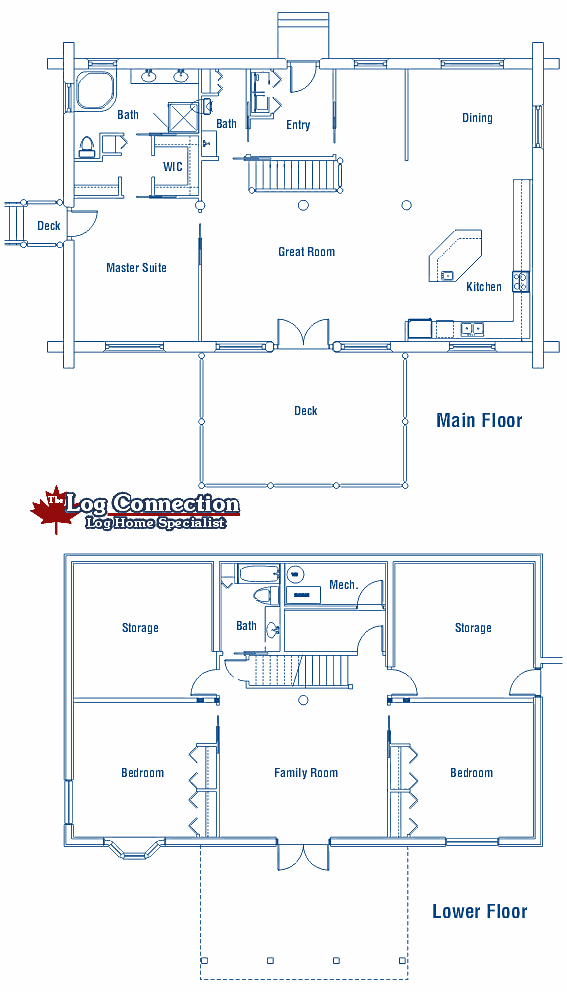 Bath
Bath
Entry
Dining
WIC
Deck
Master Suite
Great Room
Kitchen
Deck
Main Floor
The Log Connection
Log Home Specialist
Mech.
Storage
Bath
Storage
Bedroom
Family Room
Bedroom
Lower Floor